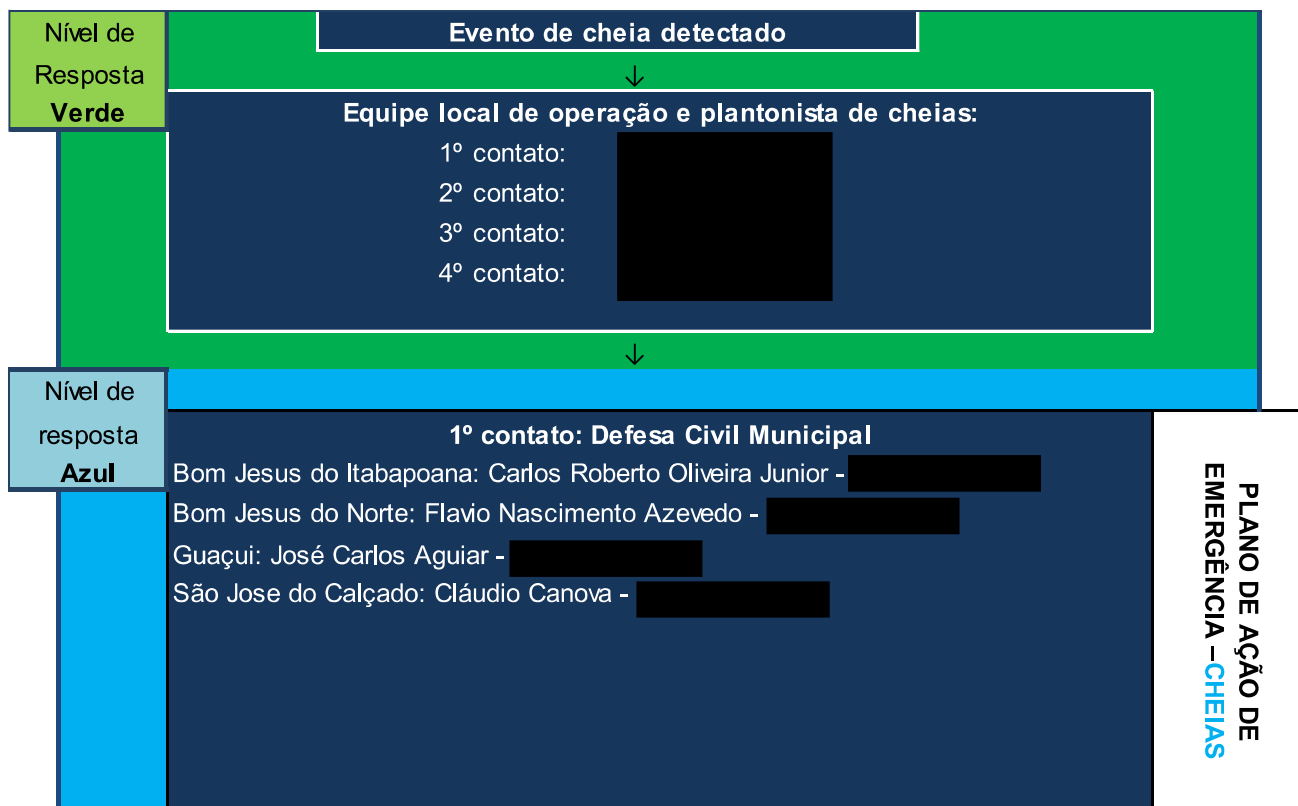 Nível de
Resposta
Verde
Evento de cheia detectado
↓
Equipe local de operação e plantonista de cheias:
1º contato:
2º contato:
3º contato:
4º contato:
↓
Nível de
resposta
Azul
1º contato: Defesa Civil Municipal
Bom Jesus do Itabapoana: Carlos Roberto Oliveira Junior -
Bom Jesus do Norte: Flavio Nascimento Azevedo -
Guaçui: José Carlos Aguiar -
São Jose do Calçado: Cláudio Canova -
PLANO DE AÇÃO DE
EMERGÊNCIA –CHEIAS